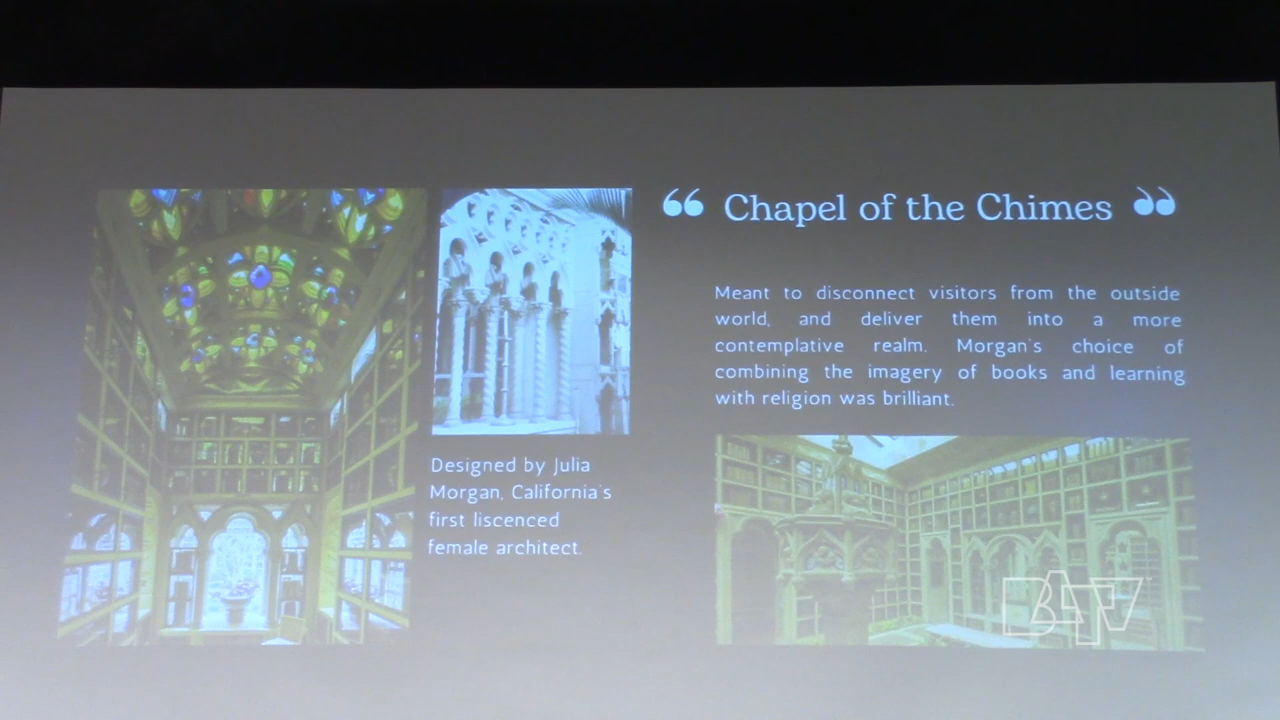 “ Chapel of the Chimes ”
Meant to disconnect visitors from the outside
world, and deliver them into a more
contemplative realm. Morgan's choice of
combining the imagery of books and learning
with religion was brilliant.
Designed by Julia
Morgan, California's
first liscenced
female architect.
BATV